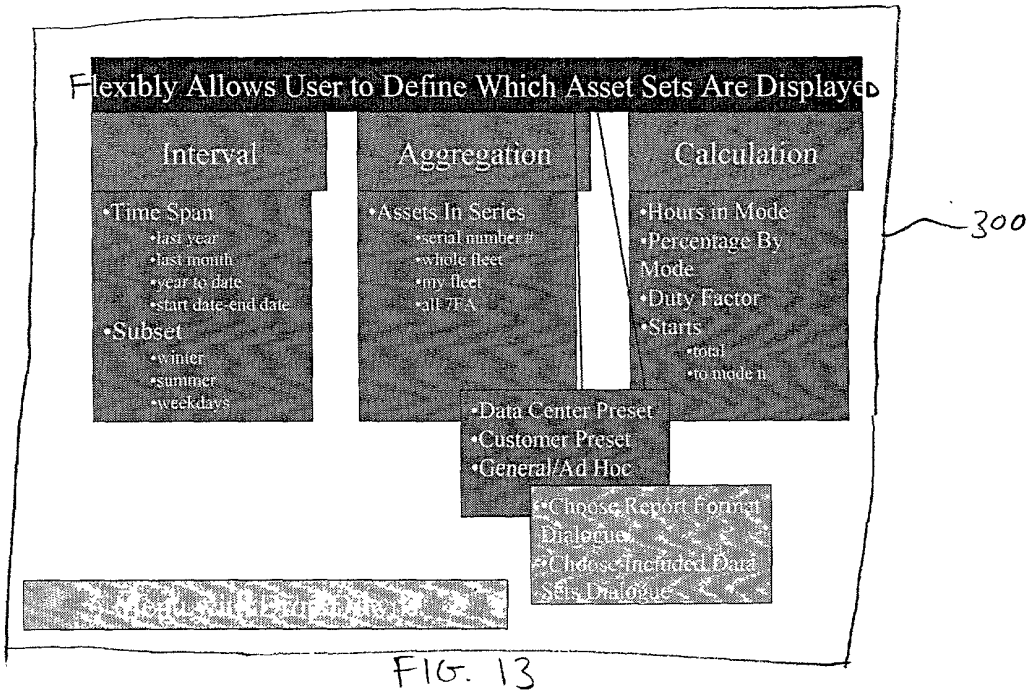 Flexibly Allows User to Define Which Asset Sets Are Displayed
Interval
•Time Span
•last year
•last month
•year to date
•start date-end date
•Subset
•winter
•summer
•weekdays
Aggregation
•Assets In Series
•serial number #
•whole fleet
•my fleet
•all 7FA
Calculation
•Hours in Mode
•Percentage By
Mode
•Duty Factor
•Starts
•total
•to mode n
•Data Center Preset
•Customer Preset
•General/Ad Hoc
•Choose Report Format
Dialogue
•Choose Included Data
Sets Dialogue
300
FIG. 13